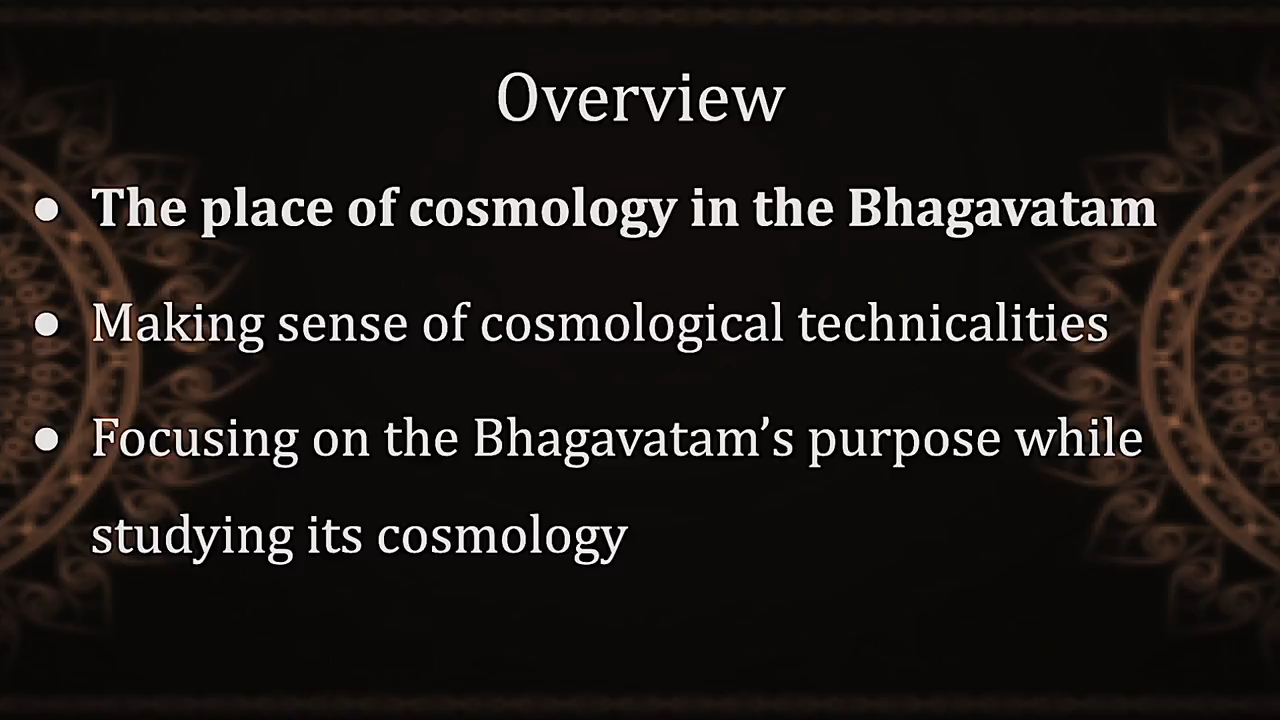 Overview
● The place of cosmology in the Bhagavatam
● Making sense of cosmological technicalities
● Focusing on the Bhagavatam’s purpose while
studying its cosmology